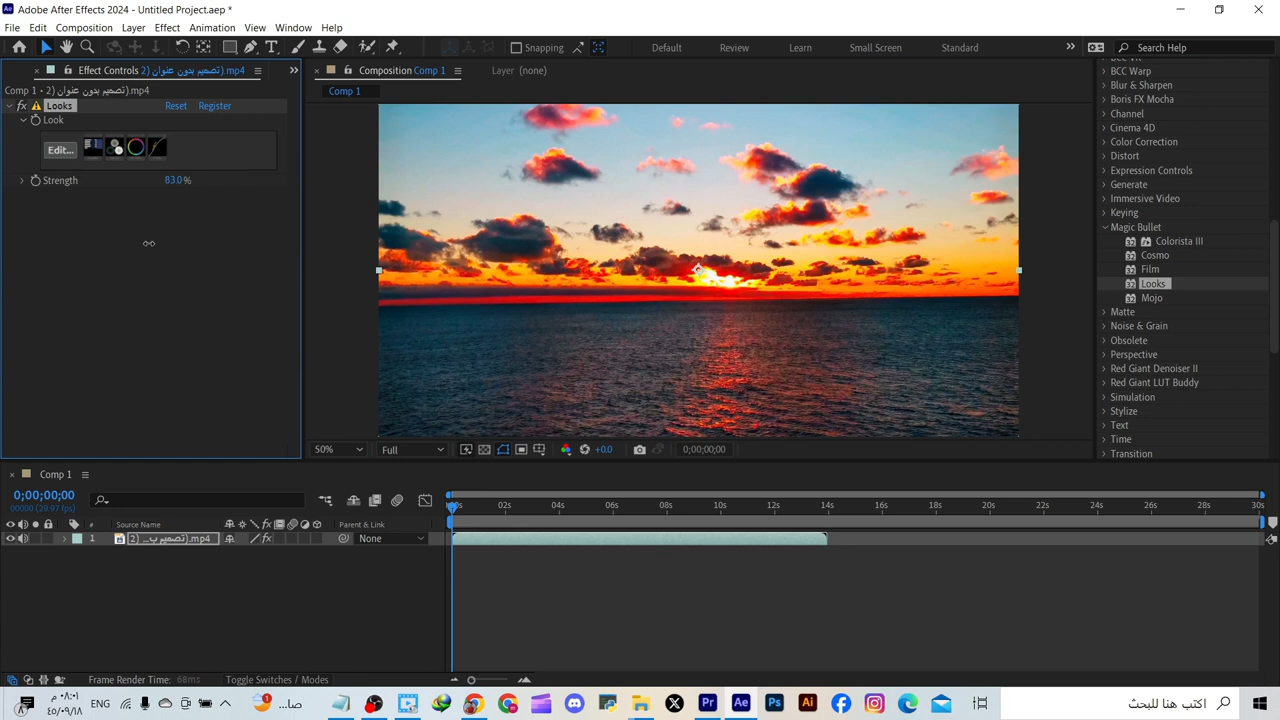 Adobe After Effects 2024 - Untitled Project.aep *
File Edit Composition Layer Effect Animation View Window Help
Snapping
Default Review Learn Small Screen Standard
Search Help
Effect Controls 2) تصميم بدون عنوان).mp4
Comp 1 • 2) تصميم بدون عنوان).mp4
fx Looks Reset Register
Look
Edit...
Strength 83.0 %
Composition Comp 1
Layer (none)
Comp 1
50% Full +0.0 0;00;00;00
BCC Warp
Blur & Sharpen
Boris FX Mocha
Channel
Cinema 4D
Color Correction
Distort
Expression Controls
Generate
Immersive Video
Keying
Magic Bullet
Colorista III
Cosmo
Film
Looks
Mojo
Matte
Noise & Grain
Obsolete
Perspective
Red Giant Denoiser II
Red Giant LUT Buddy
Simulation
Stylize
Text
Time
Transition
Comp 1
0;00;00;00
00000 (29.97 fps)
02s 04s 06s 08s 10s 12s 14s 16s 18s 20s 22s 24s 26s 28s 30s
# Source Name fx Parent & Link
1 2) تصميم ب...).mp4 fx None
Frame Render Time: 68ms
Toggle Switches / Modes
ENG
اكتب هنا للبحث